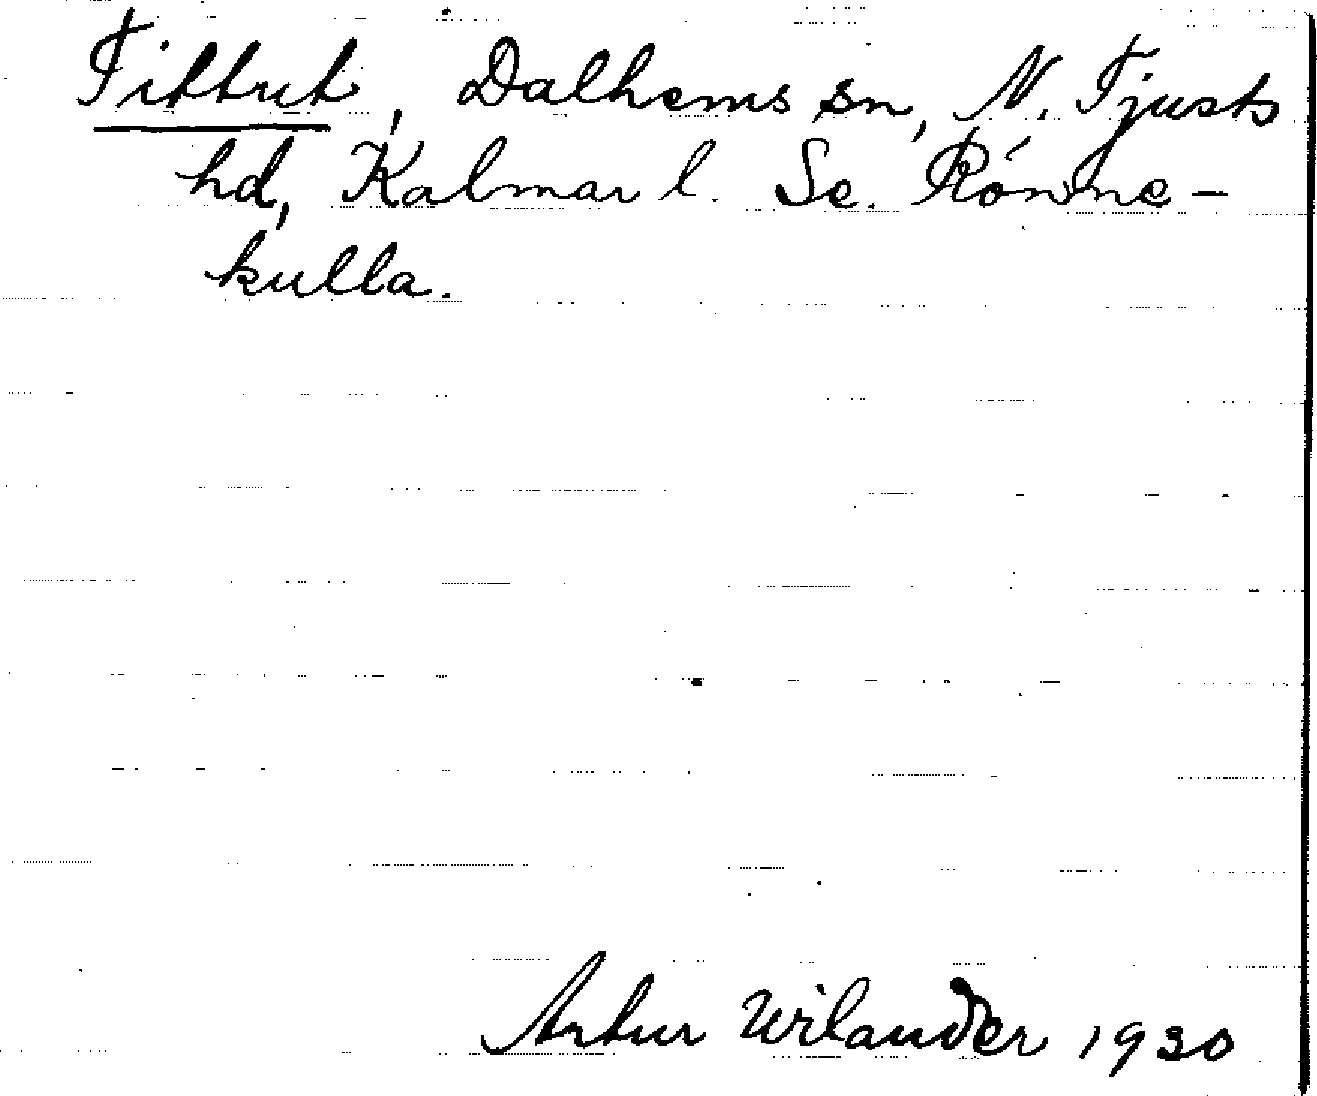 Tittut, Dalhems sn, N. Tjusts
hd, Kalmar l. Se. Rönne-
kulla.
Artur Wilander 1930